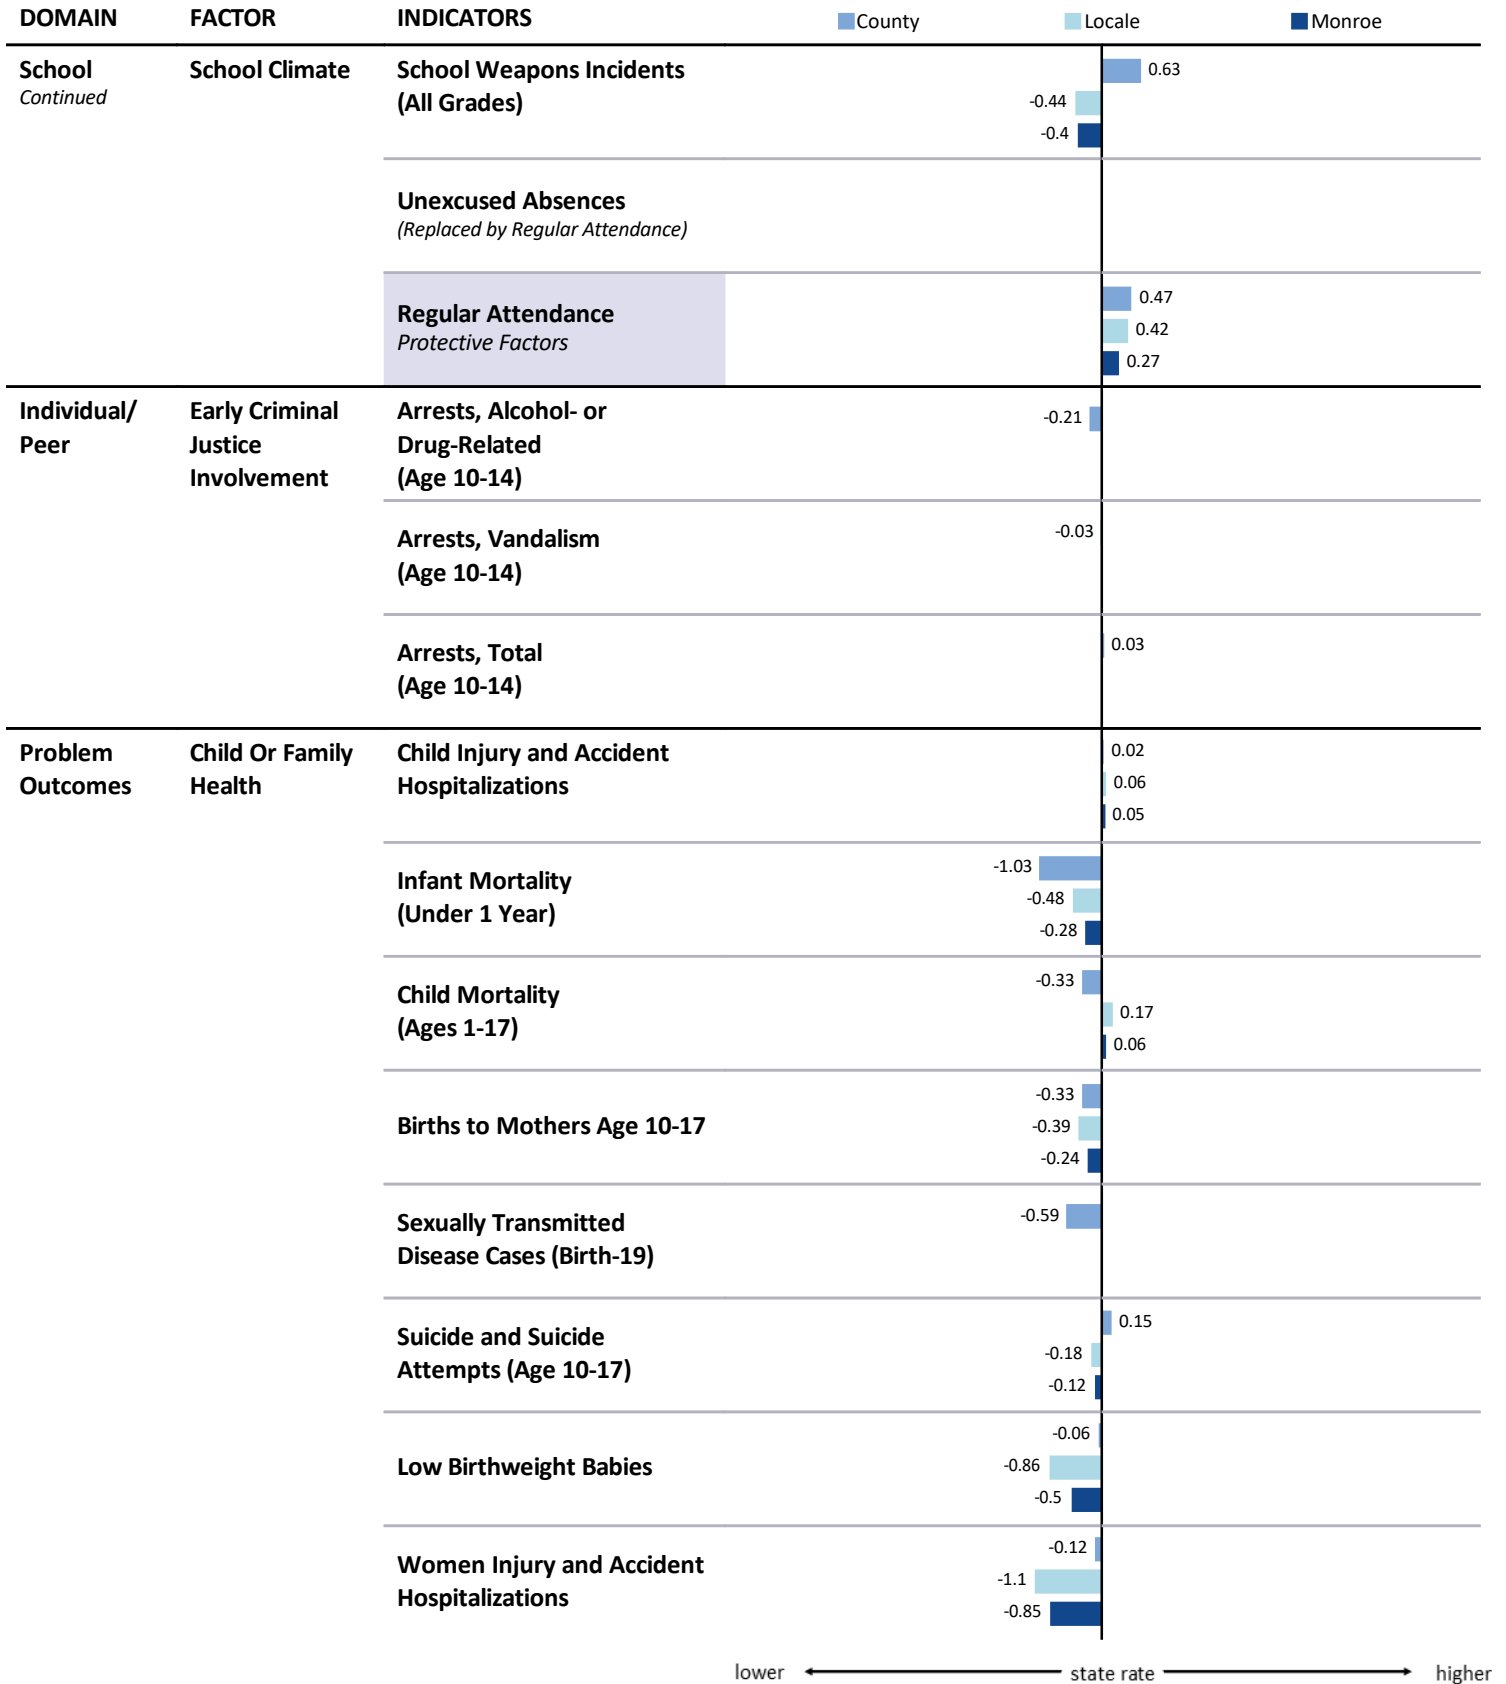 DOMAIN FACTOR INDICATORS County Locale Monroe
School School Climate School Weapons Incidents 0.63
Continued (All Grades) -0.44
-0.4
Unexcused Absences
(Replaced by Regular Attendance)
Regular Attendance 0.47
Protective Factors 0.42
0.27
Individual/ Early Criminal Arrests, Alcohol- or -0.21
Peer Justice Drug-Related
Involvement (Age 10-14)
Arrests, Vandalism -0.03
(Age 10-14)
Arrests, Total 0.03
(Age 10-14)
Problem Child Or Family Child Injury and Accident 0.02
Outcomes Health Hospitalizations 0.06
0.05
Infant Mortality -1.03
(Under 1 Year) -0.48
-0.28
Child Mortality -0.33
(Ages 1-17) 0.17
0.06
-0.33
Births to Mothers Age 10-17 -0.39
-0.24
Sexually Transmitted -0.59
Disease Cases (Birth-19)
Suicide and Suicide 0.15
Attempts (Age 10-17) -0.18
-0.12
-0.06
Low Birthweight Babies -0.86
-0.5
Women Injury and Accident -0.12
Hospitalizations -1.1
-0.85
lower state rate higher